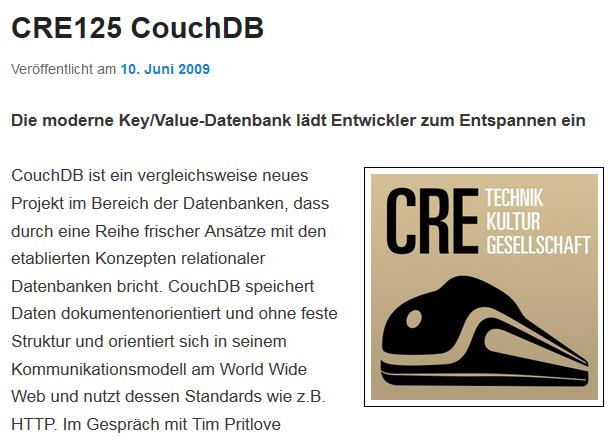 CRE125 CouchDB
Veröffentlicht am 10. Juni 2009
Die moderne Key/Value-Datenbank lädt Entwickler zum Entspannen ein
CouchDB ist ein vergleichsweise neues
Projekt im Bereich der Datenbanken, dass
durch eine Reihe frischer Ansätze mit den
etablierten Konzepten relationaler
Datenbanken bricht. CouchDB speichert
Daten dokumentenorientiert und ohne feste
Struktur und orientiert sich in seinem
Kommunikationsmodell am World Wide
Web und nutzt dessen Standards wie z.B.
HTTP. Im Gespräch mit Tim Pritlove
CRE
TECHNIK
KULTUR
GESELLSCHAFT